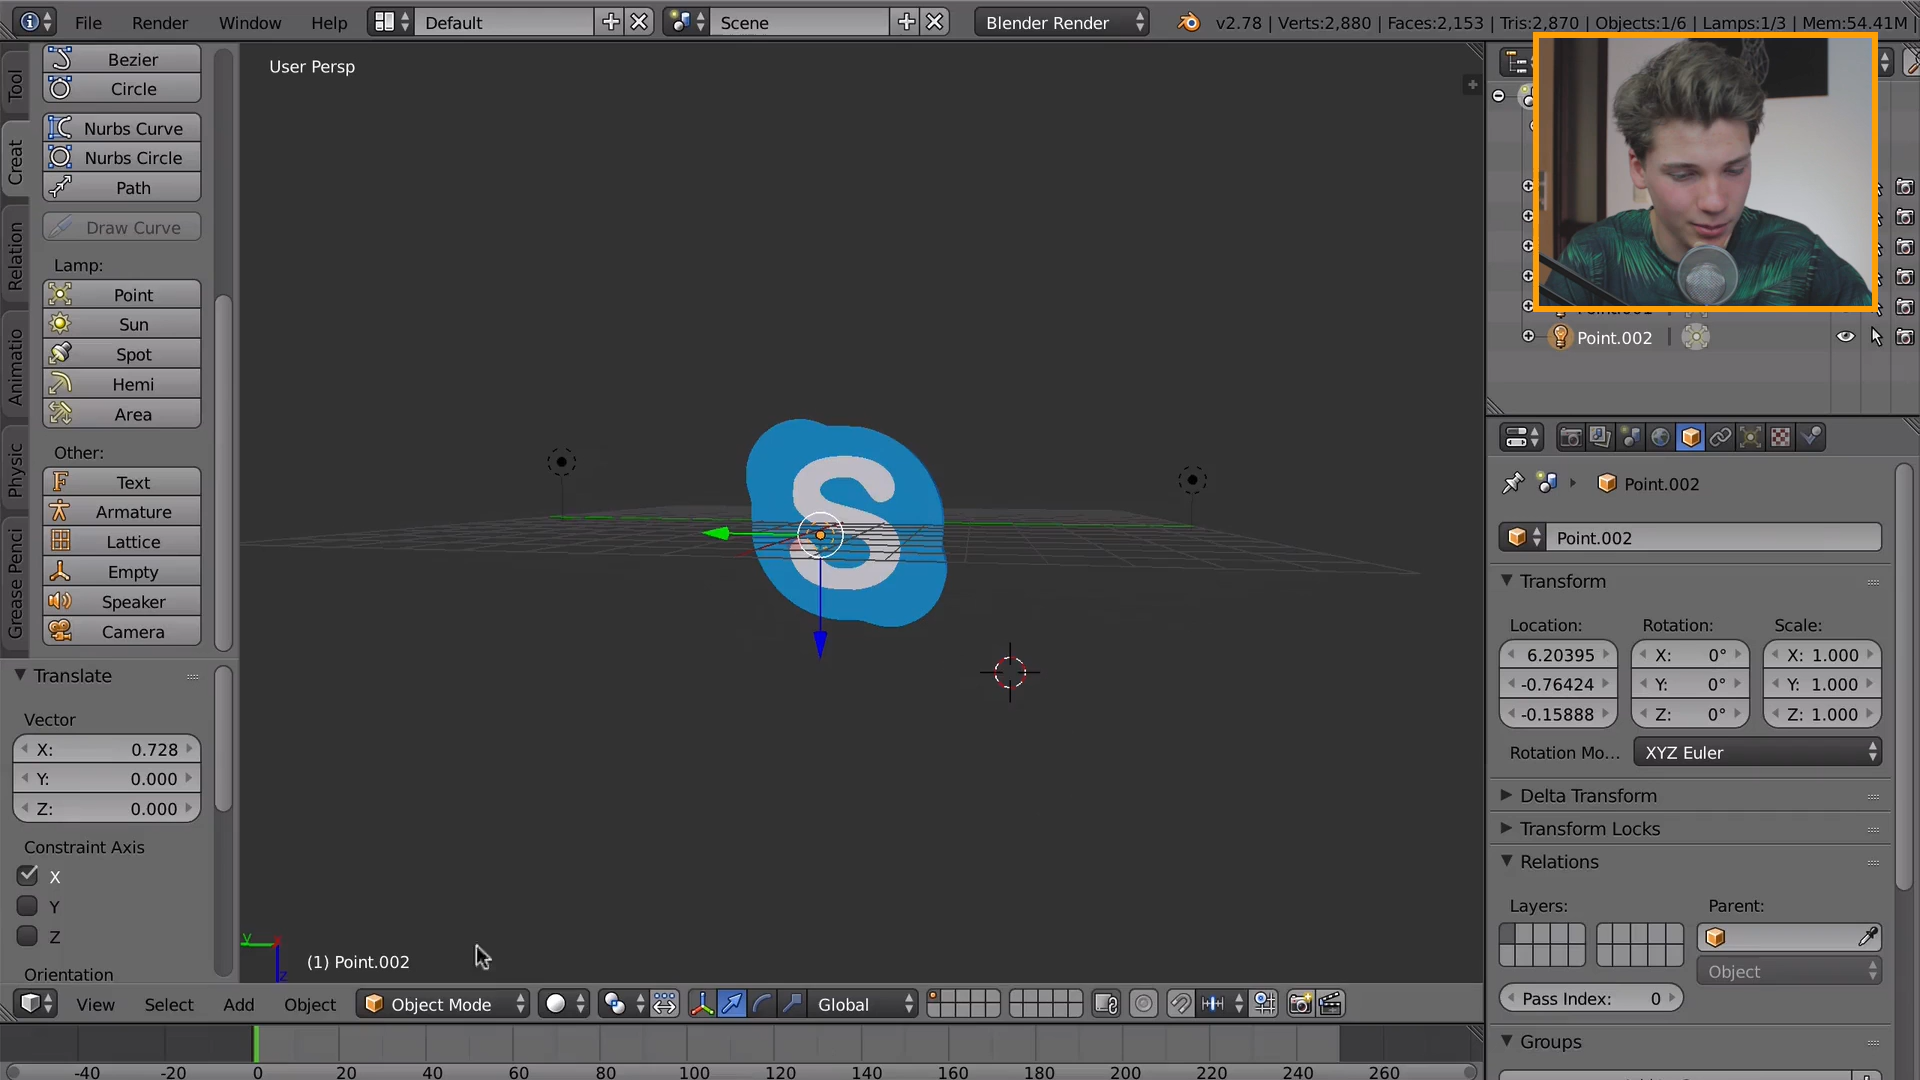 File Render Window Help Default Scene Blender Render v2.78 | Verts:2,880 | Faces:2,153 | Tris:2,870 | Objects:1/6 | Lamps:1/3 | Mem:54.41M
Tool
Creat
Relation
Animatio
Physic
Grease Penci
Bezier
Circle
Nurbs Curve
Nurbs Circle
Path
Draw Curve
Lamp:
Point
Sun
Spot
Hemi
Area
Other:
Text
Armature
Lattice
Empty
Speaker
Camera
Translate
Vector
X: 0.728
Y: 0.000
Z: 0.000
Constraint Axis
X
Y
Z
Orientation
User Persp
S
y
z
(1) Point.002
Point.002
Point.002
Point.002
Transform
Location: Rotation: Scale:
6.20395 X: 0° X: 1.000
-0.76424 Y: 0° Y: 1.000
-0.15888 Z: 0° Z: 1.000
Rotation Mo... XYZ Euler
Delta Transform
Transform Locks
Relations
Layers: Parent:
Object
Pass Index: 0
Groups
View Select Add Object Object Mode Global
-40 -20 0 20 40 60 80 100 120 140 160 180 200 220 240 260